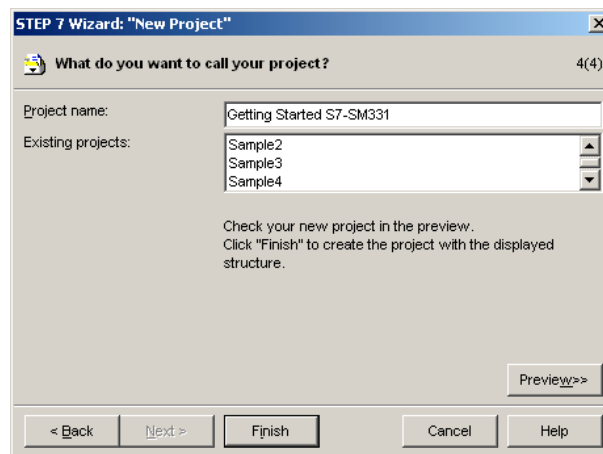 STEP 7 Wizard: "New Project"
What do you want to call your project? 4(4)
Project name: Getting Started S7-SM331
Existing projects: Sample2
Sample3
Sample4
Check your new project in the preview.
Click "Finish" to create the project with the displayed
structure.
Preview>>
< Back Next > Finish Cancel Help